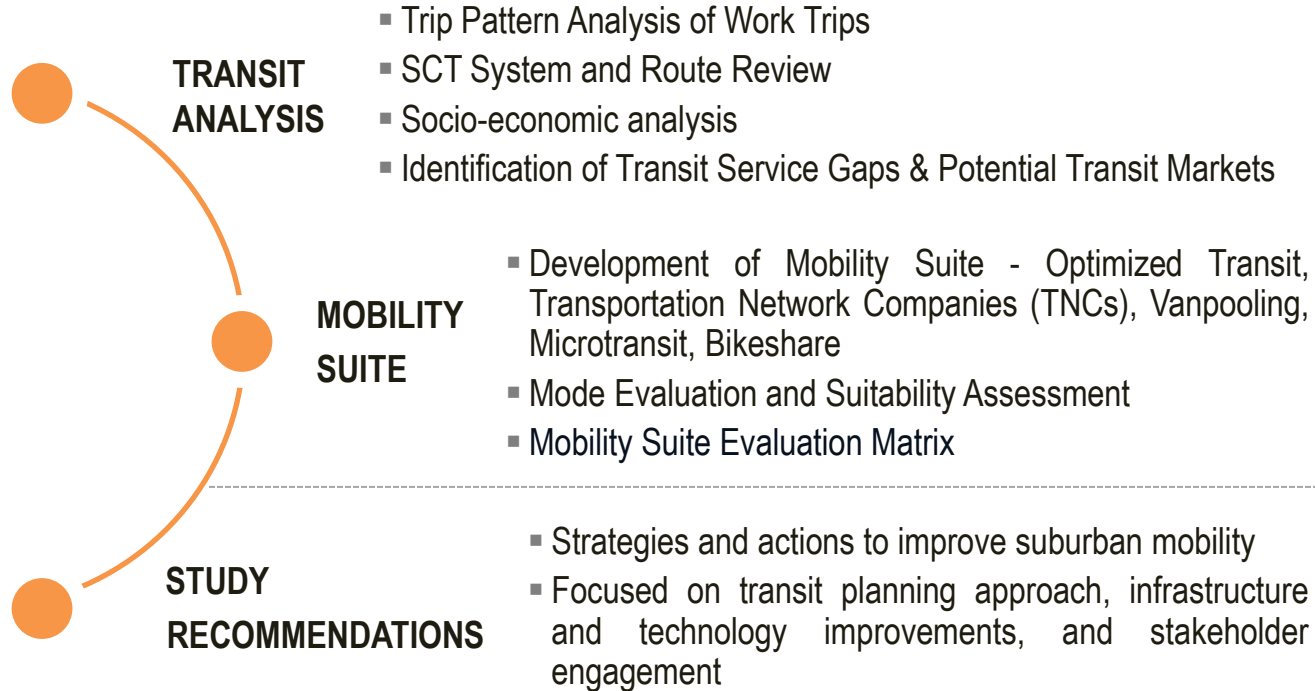 TRANSIT
ANALYSIS
▪ Trip Pattern Analysis of Work Trips
▪ SCT System and Route Review
▪ Socio-economic analysis
▪ Identification of Transit Service Gaps & Potential Transit Markets
MOBILITY
SUITE
▪ Development of Mobility Suite - Optimized Transit,
Transportation Network Companies (TNCs), Vanpooling,
Microtransit, Bikeshare
▪ Mode Evaluation and Suitability Assessment
▪ Mobility Suite Evaluation Matrix
STUDY
RECOMMENDATIONS
▪ Strategies and actions to improve suburban mobility
▪ Focused on transit planning approach, infrastructure
and technology improvements, and stakeholder
engagement